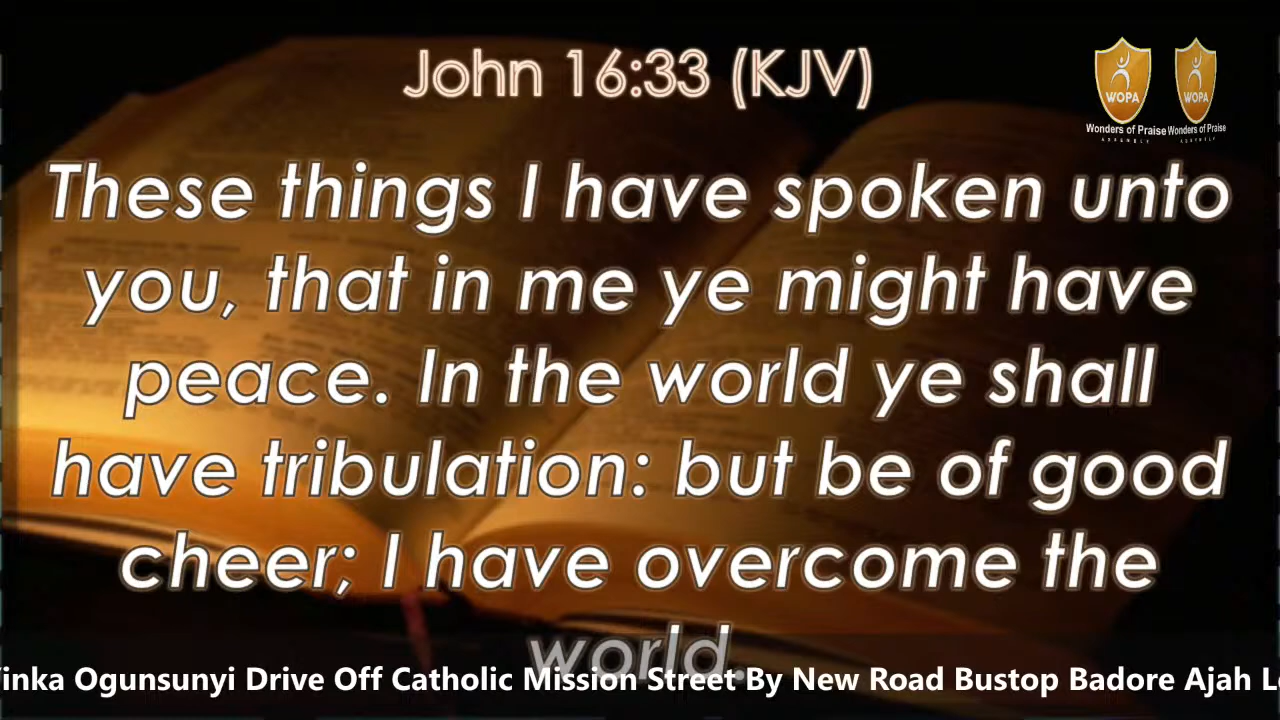 John 16:33 (KJV)
WOPA WOPA
Wonders of Praise Wonders of Praise
ASSEMBLY ASSEMBLY
These things I have spoken unto
you, that in me ye might have
peace. In the world ye shall
have tribulation: but be of good
cheer; I have overcome the
world.
Ogunsunyi Drive Off Catholic Mission Street By New Road Bustop Badore Ajah